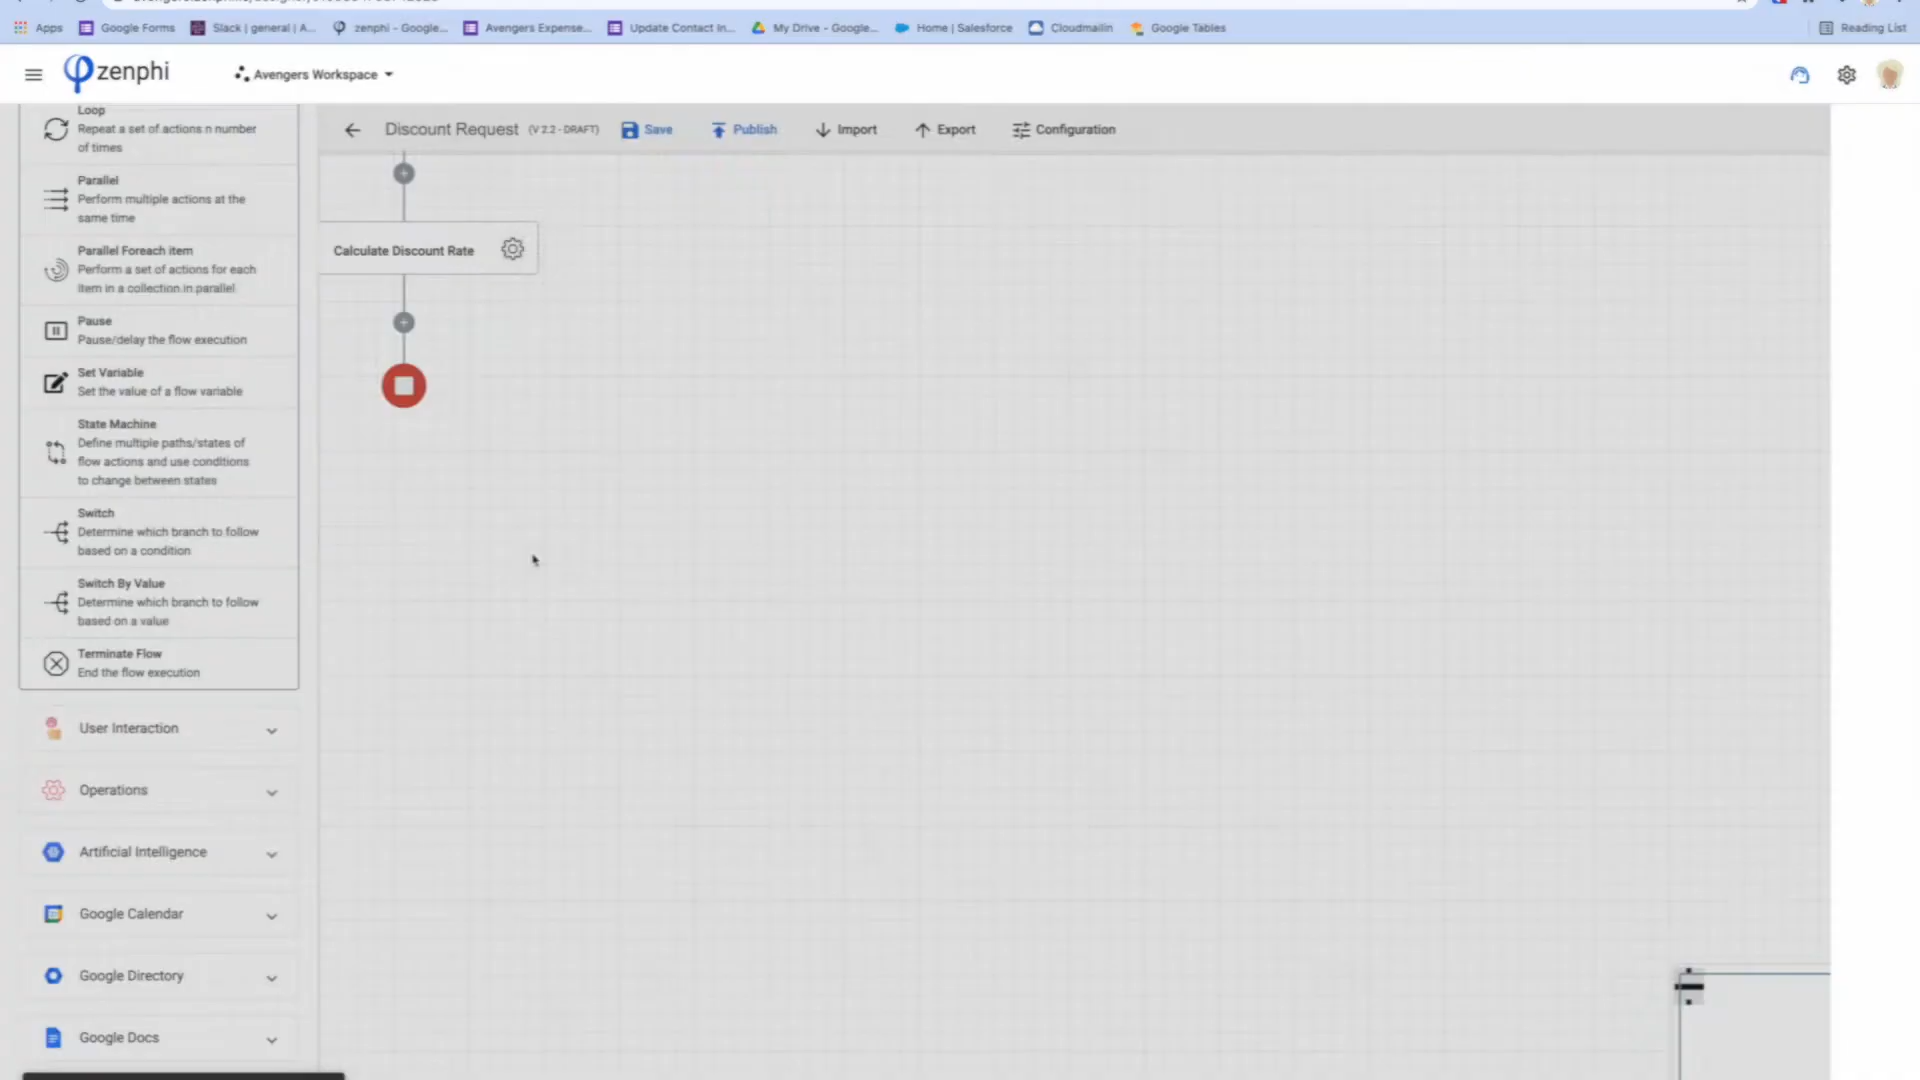 Apps
Google Forms
Slack | general | A...
zenphi - Google...
Avengers Expense...
Update Contact In...
My Drive - Google...
Home | Salesforce
Cloudmailin
Google Tables
Reading List
zenphi
Avengers Workspace
Discount Request (V 2.2 - DRAFT)
Save
Publish
Import
Export
Configuration
Loop
Repeat a set of actions n number
of times
Parallel
Perform multiple actions at the
same time
Parallel Foreach item
Perform a set of actions for each
item in a collection in parallel
Pause
Pause/delay the flow execution
Set Variable
Set the value of a flow variable
State Machine
Define multiple paths/states of
flow actions and use conditions
to change between states
Switch
Determine which branch to follow
based on a condition
Switch By Value
Determine which branch to follow
based on a value
Terminate Flow
End the flow execution
User Interaction
Operations
Artificial Intelligence
Google Calendar
Google Directory
Google Docs
Calculate Discount Rate